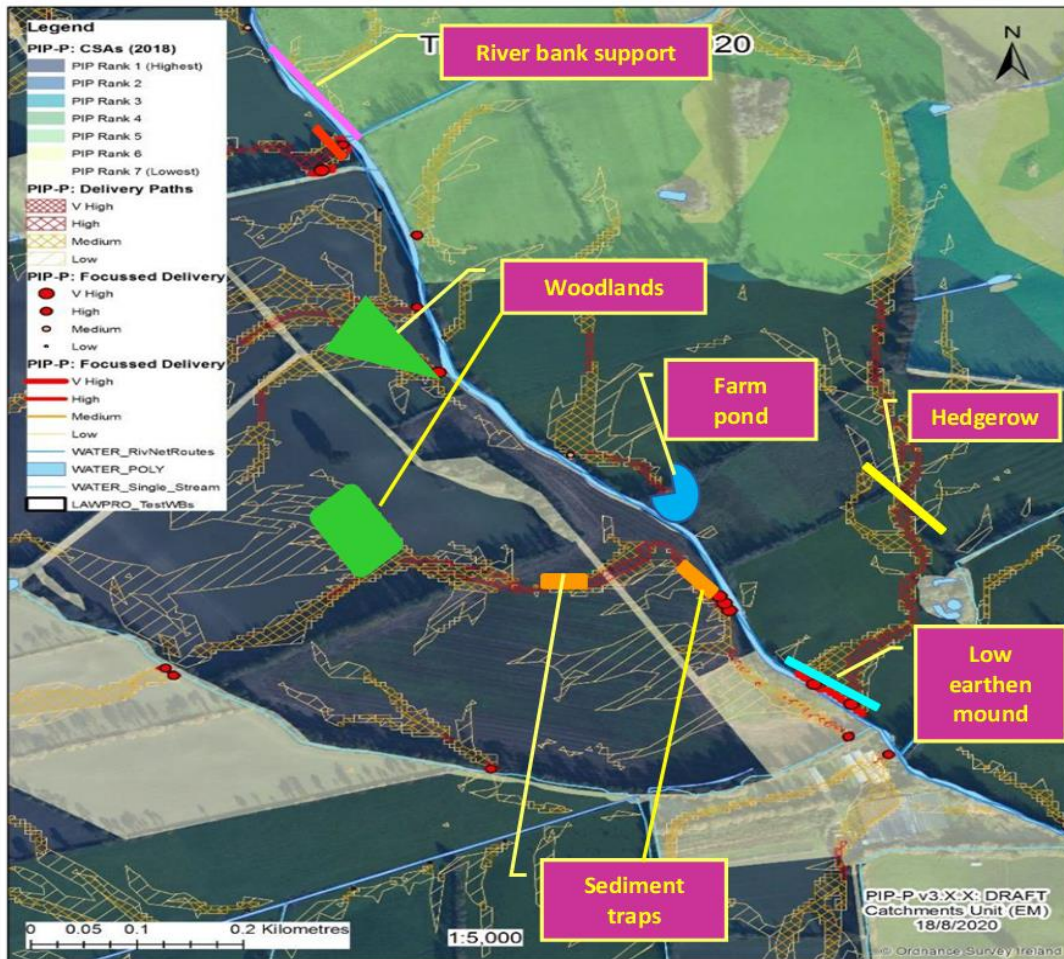 Legend
PIP-P: CSAs (2018)
PIP Rank 1 (Highest)
PIP Rank 2
PIP Rank 3
PIP Rank 4
PIP Rank 5
PIP Rank 6
PIP Rank 7 (Lowest)
PIP-P: Delivery Paths
V High
High
Medium
Low
PIP-P: Focussed Delivery
V High
High
Medium
Low
PIP-P: Focussed Delivery
V High
High
Medium
Low
WATER_RivNetRoutes
WATER_POLY
WATER_Single_Stream
LAWPRO_TestWBs
T
20
N
River bank support
Woodlands
Farm
pond
Hedgerow
Low
earthen
mound
Sediment
traps
0 0.05 0.1 0.2 Kilometres
1:5,000
PIP-P v3.X.X: DRAFT
Catchments Unit (EM)
18/8/2020
© Ordnance Survey Ireland